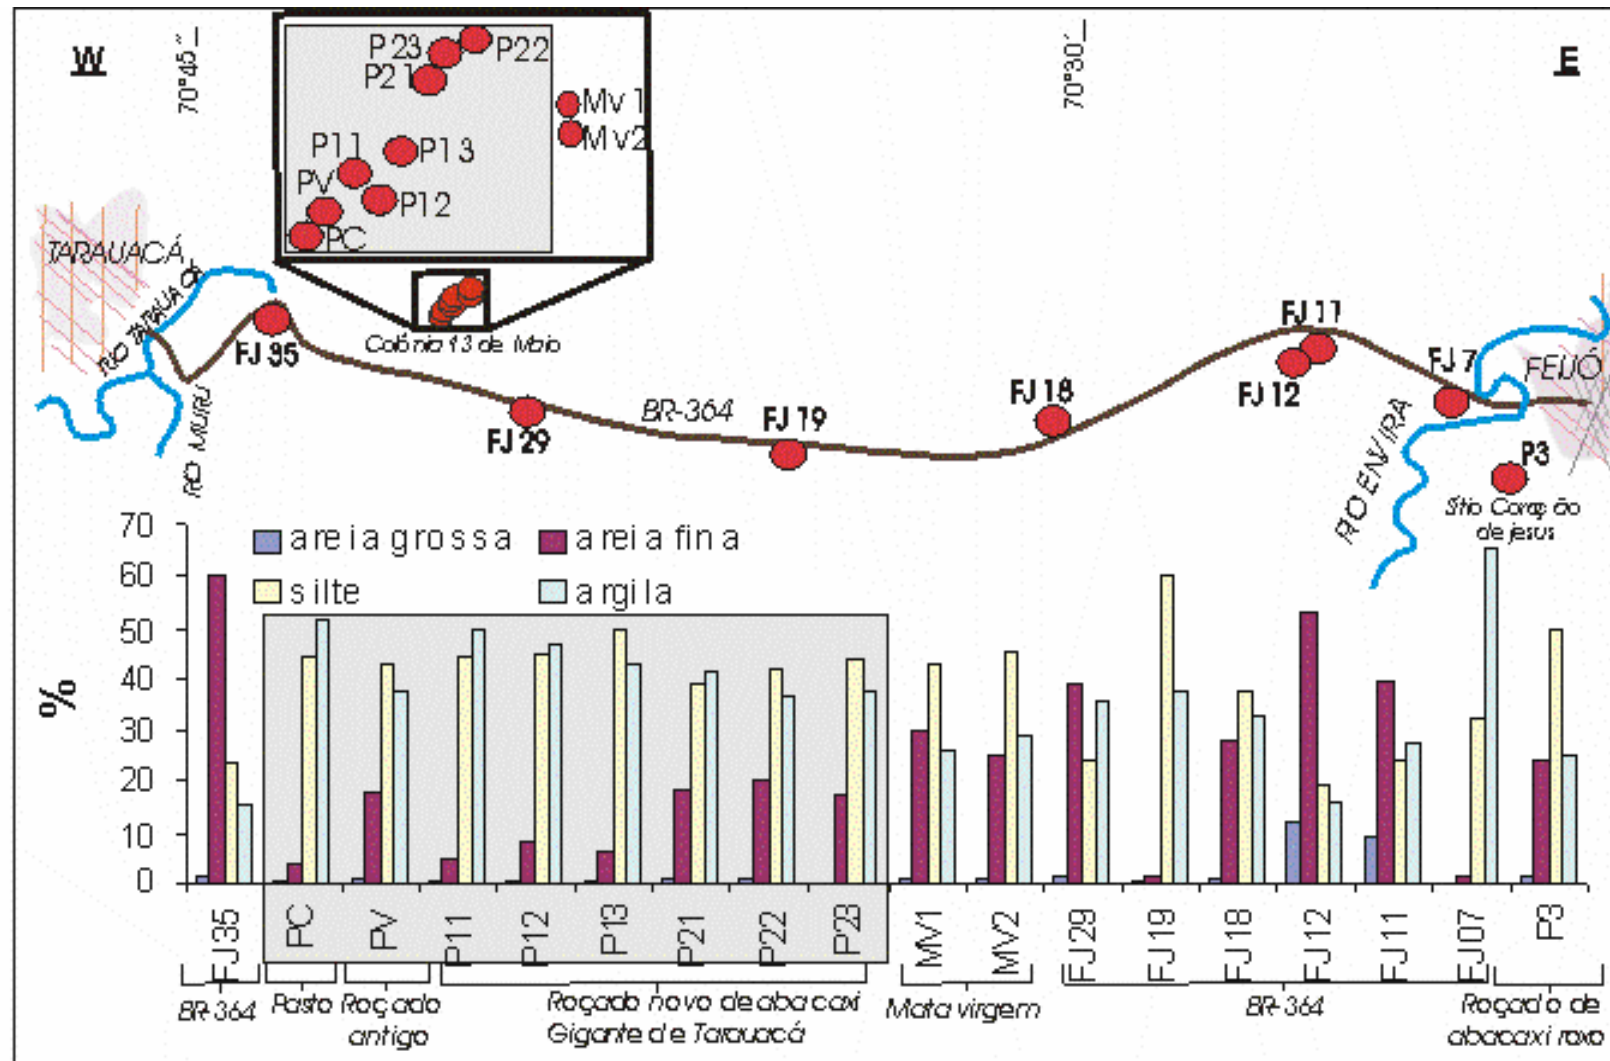 W
70°45'
70°30'
E
P23
P22
P21
Mv1
Mv2
P11
P13
PV
P12
PC
TARAUACÁ
RIO TARAUACÁ
RIO MURU
FJ 35
Colônia 13 de Maio
FJ 29
BR-364
FJ 19
FJ 18
FJ 11
FJ 12
FJ 7
FEIJÓ
RIO ENVIRA
P3
Sítio Coração
de jesus
70
60
50
40
30
20
10
0
%
areia grossa
areia fina
silte
argila
FJ35
PC
PV
P11
P12
P13
P21
P22
P23
MV1
MV2
FJ29
FJ19
FJ18
FJ12
FJ11
FJ07
P3
BR-364
Pasto
Roçado
antigo
Roçado novo de abacaxi
Gigante de Tarauacá
Mata virgem
BR-364
Roçado de
abacaxi roxo